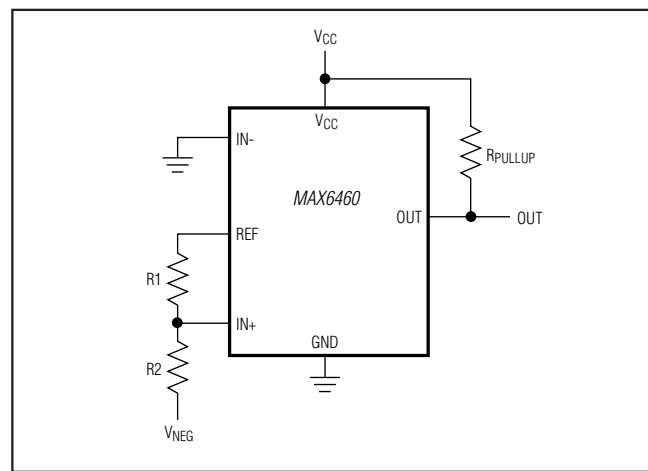 VCC
VCC
IN-
RPULLUP
MAX6460
OUT
OUT
REF
R1
IN+
GND
R2
VNEG